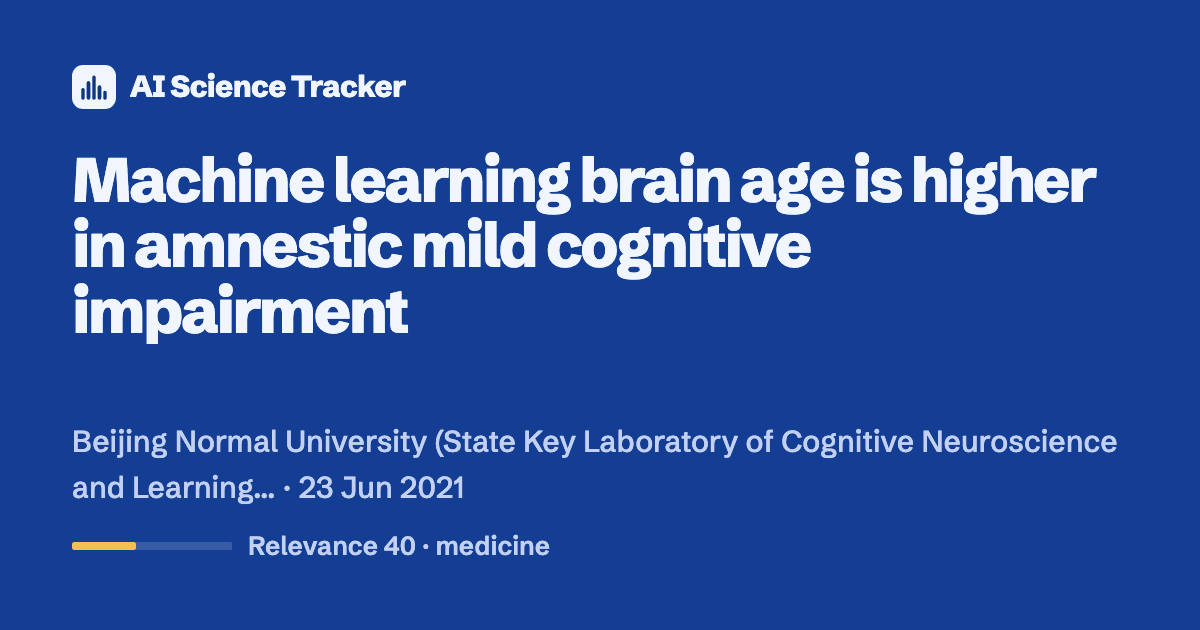 AI Science Tracker
Machine learning brain age is higher
in amnestic mild cognitive
impairment
Beijing Normal University (State Key Laboratory of Cognitive Neuroscience
and Learning... · 23 Jun 2021
Relevance 40 · medicine